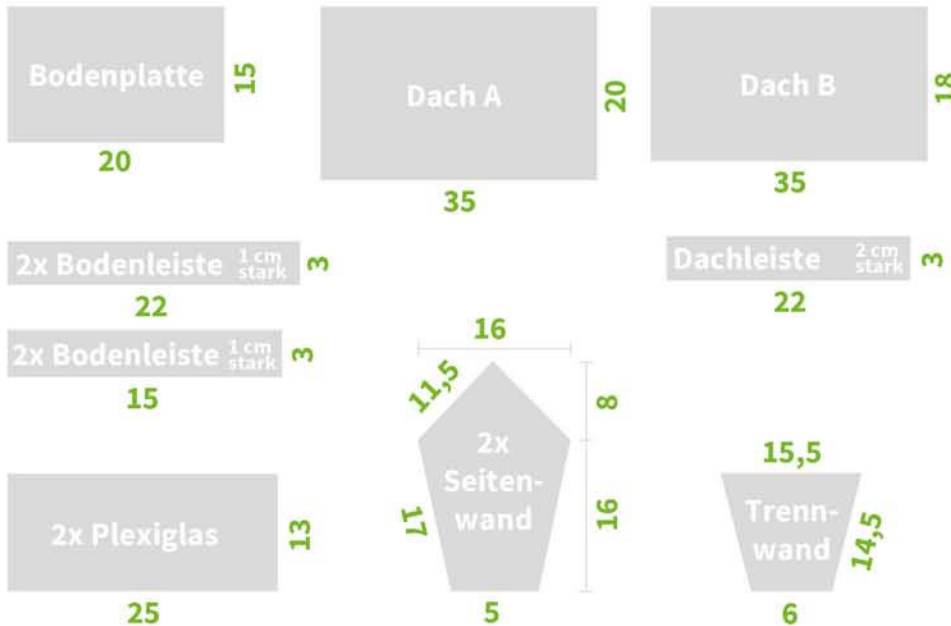 Bodenplatte
15
20
Dach A
20
35
Dach B
18
35
2x Bodenleiste 1 cm stark
3
22
Dachleiste 2 cm stark
3
22
2x Bodenleiste 1 cm stark
3
15
16
11,5
8
2x
Seiten-
wand
17
16
5
2x Plexiglas
13
25
15,5
Trenn-
wand
14,5
6